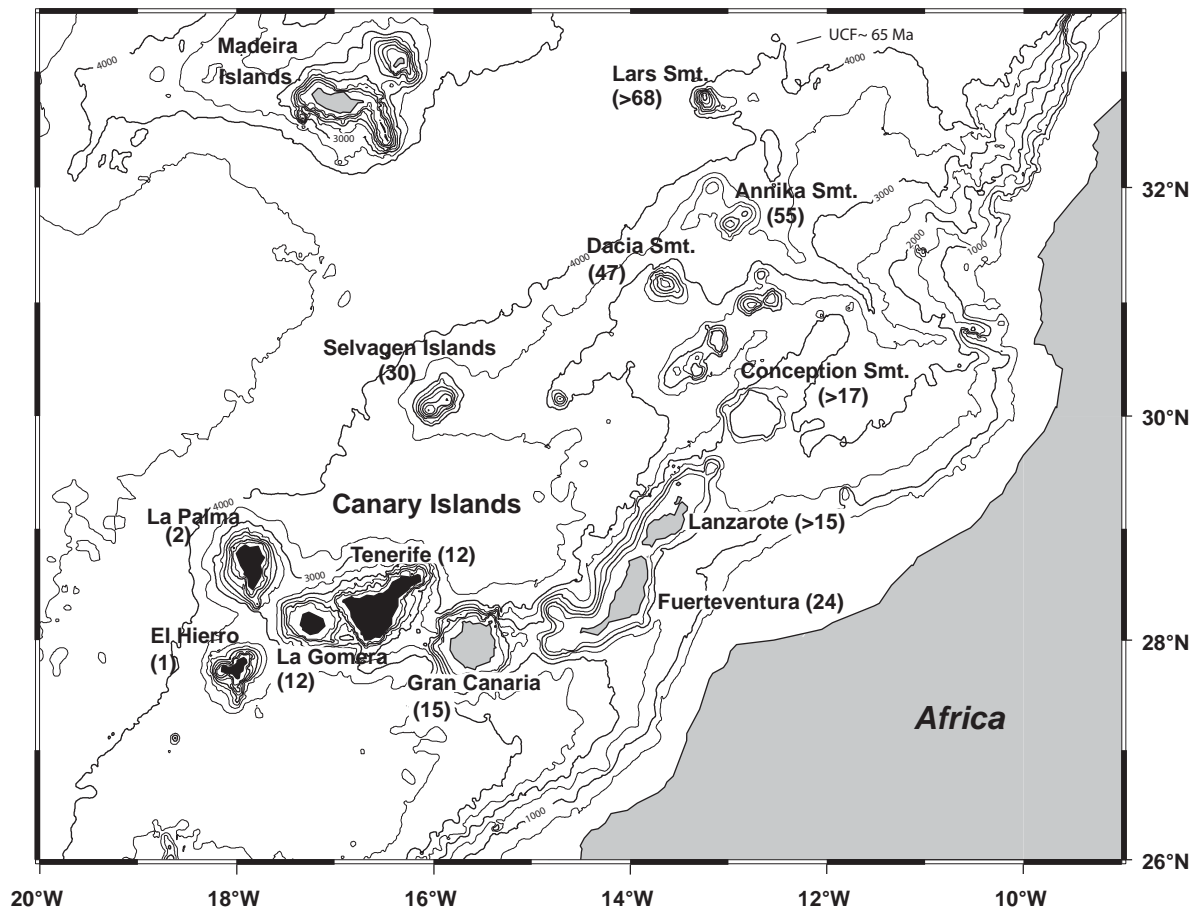 UCF~ 65 Ma
Madeira
Islands
4000
4000
Lars Smt.
(>68)
3000
32°N
Annika Smt.
(55)
3000
Dacia Smt.
(47)
4000
2000
1000
Selvagen Islands
(30)
Conception Smt.
(>17)
30°N
4000
La Palma
(2)
Canary Islands
Lanzarote (>15)
Tenerife (12)
3000
Fuerteventura (24)
El Hierro
(1)
28°N
La Gomera
(12)
Gran Canaria
(15)
Africa
1000
26°N
20°W
18°W
16°W
14°W
12°W
10°W